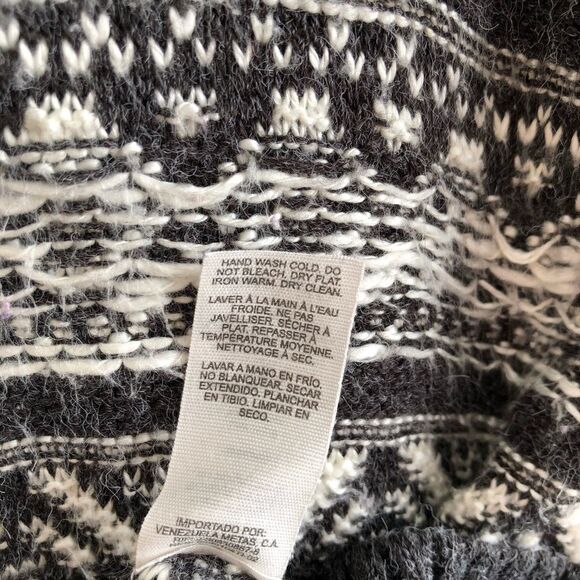 HAND WASH COLD. DO
NOT BLEACH. DRY FLAT.
IRON WARM. DRY CLEAN.
LAVER À LA MAIN À L'EAU
FROIDE. NE PAS
JAVELLISER. SÉCHER À
PLAT. REPASSER À
TEMPÉRATURE MOYENNE.
NETTOYAGE À SEC.
LAVAR A MANO EN FRÍO.
NO BLANQUEAR. SECAR
EXTENDIDO. PLANCHAR
EN TIBIO. LIMPIAR EN
SECO.
IMPORTADO POR:
VENEZUELA METAS, C.A.